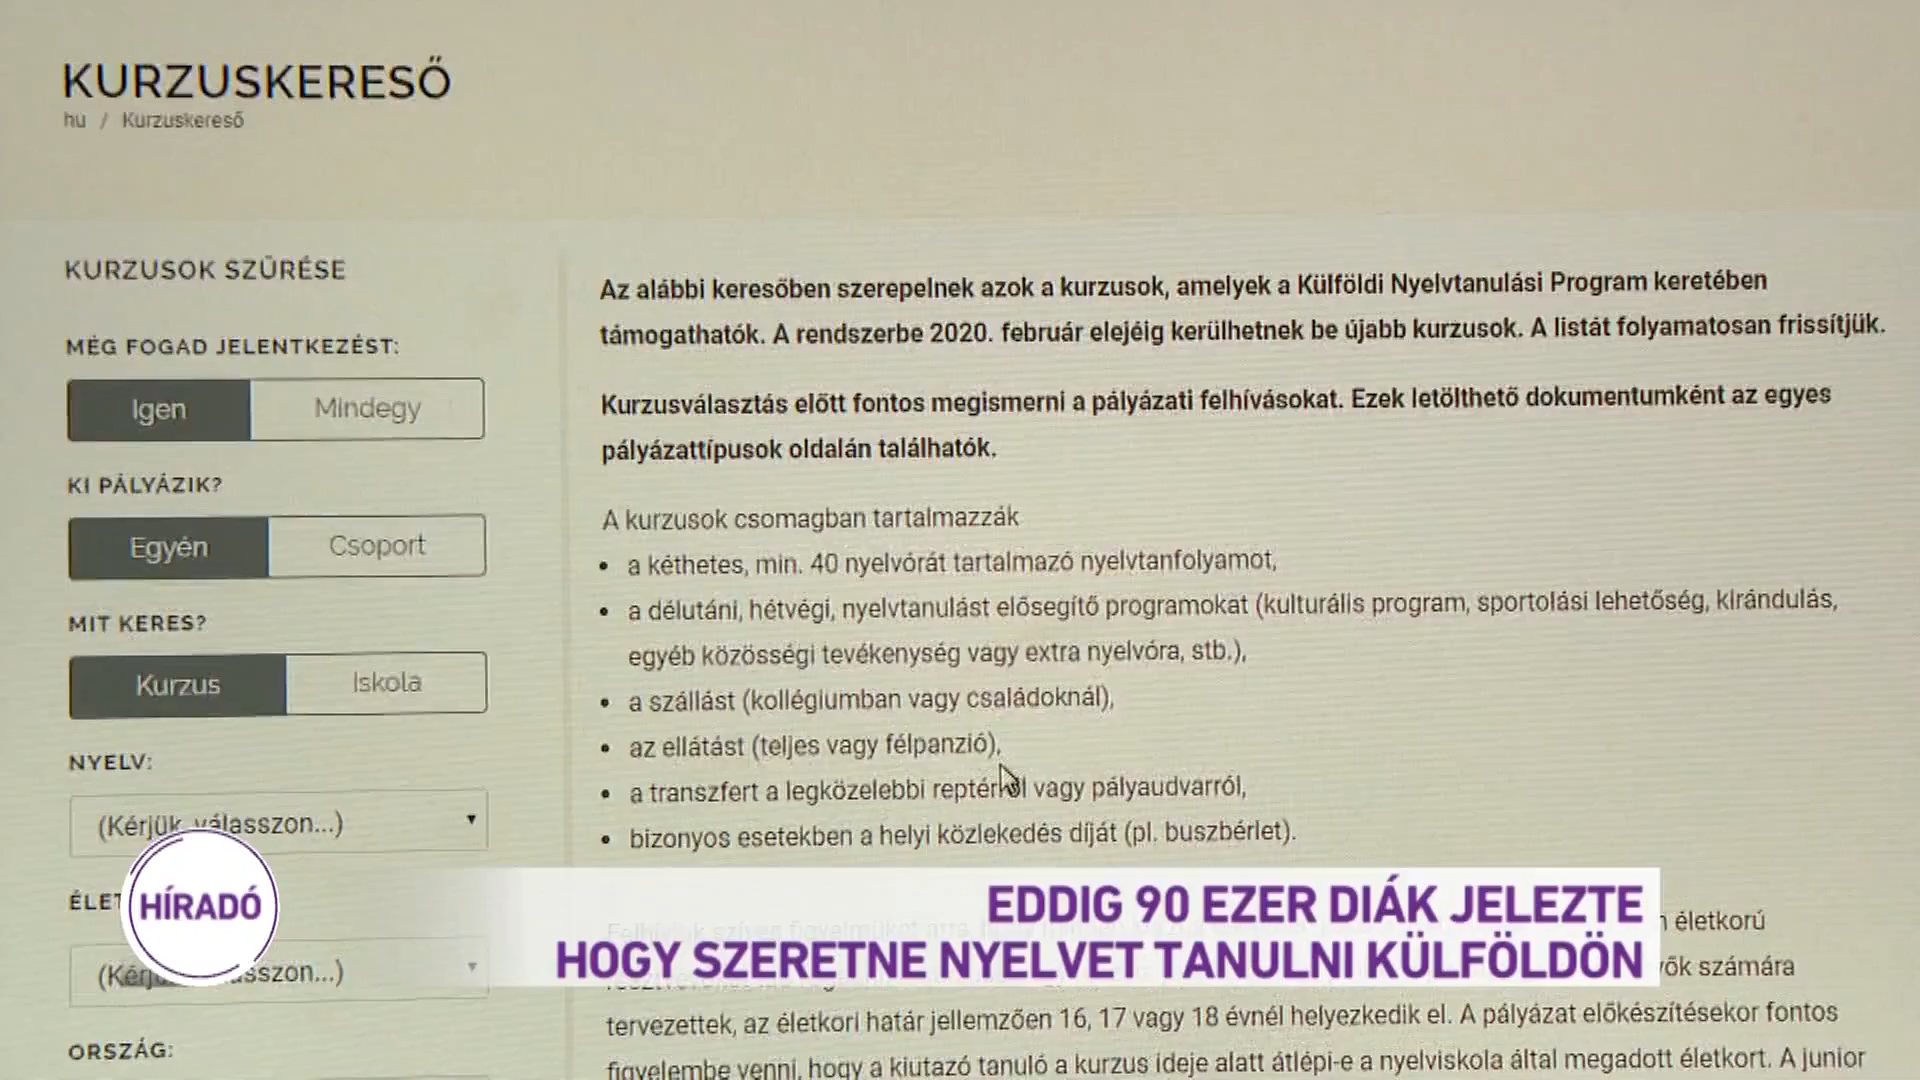 KURZUSKERESŐ
hu / Kurzuskereső
KURZUSOK SZŰRÉSE
MÉG FOGAD JELENTKEZÉST:
Igen Mindegy
KI PÁLYÁZIK?
Egyén Csoport
MIT KERES?
Kurzus Iskola
NYELV:
(Kérjük, válasszon...)
ORSZÁG:
Az alábbi keresőben szerepelnek azok a kurzusok, amelyek a Külföldi Nyelvtanulási Program keretében
támogathatók. A rendszerbe 2020. február elejéig kerülhetnek be újabb kurzusok. A listát folyamatosan frissítjük.
Kurzusválasztás előtt fontos megismerni a pályázati felhívásokat. Ezek letölthető dokumentumként az egyes
pályázattípusok oldalán találhatók.
A kurzusok csomagban tartalmazzák
• a kéthetes, min. 40 nyelvórát tartalmazó nyelvtanfolyamot,
• a délutáni, hétvégi, nyelvtanulást elősegítő programokat (kulturális program, sportolási lehetőség, kirándulás,
egyéb közösségi tevékenység vagy extra nyelvóra, stb.),
• a szállást (kollégiumban vagy családoknál),
• az ellátást (teljes vagy félpanzió),
• a transzfert a legközelebbi reptérről vagy pályaudvarról,
• bizonyos esetekben a helyi közlekedés díját (pl. buszbérlet).
életkorú
számára
tervezettek, az életkori határ jellemzően 16, 17 vagy 18 évnél helyezkedik el. A pályázat előkészítésekor fontos
figyelembe venni, hogy a kiutazó tanuló a kurzus ideje alatt átlépi-e a nyelviskola által megadott életkort. A junior
HÍRADÓ
EDDIG 90 EZER DIÁK JELEZTE
HOGY SZERETNE NYELVET TANULNI KÜLFÖLDÖN